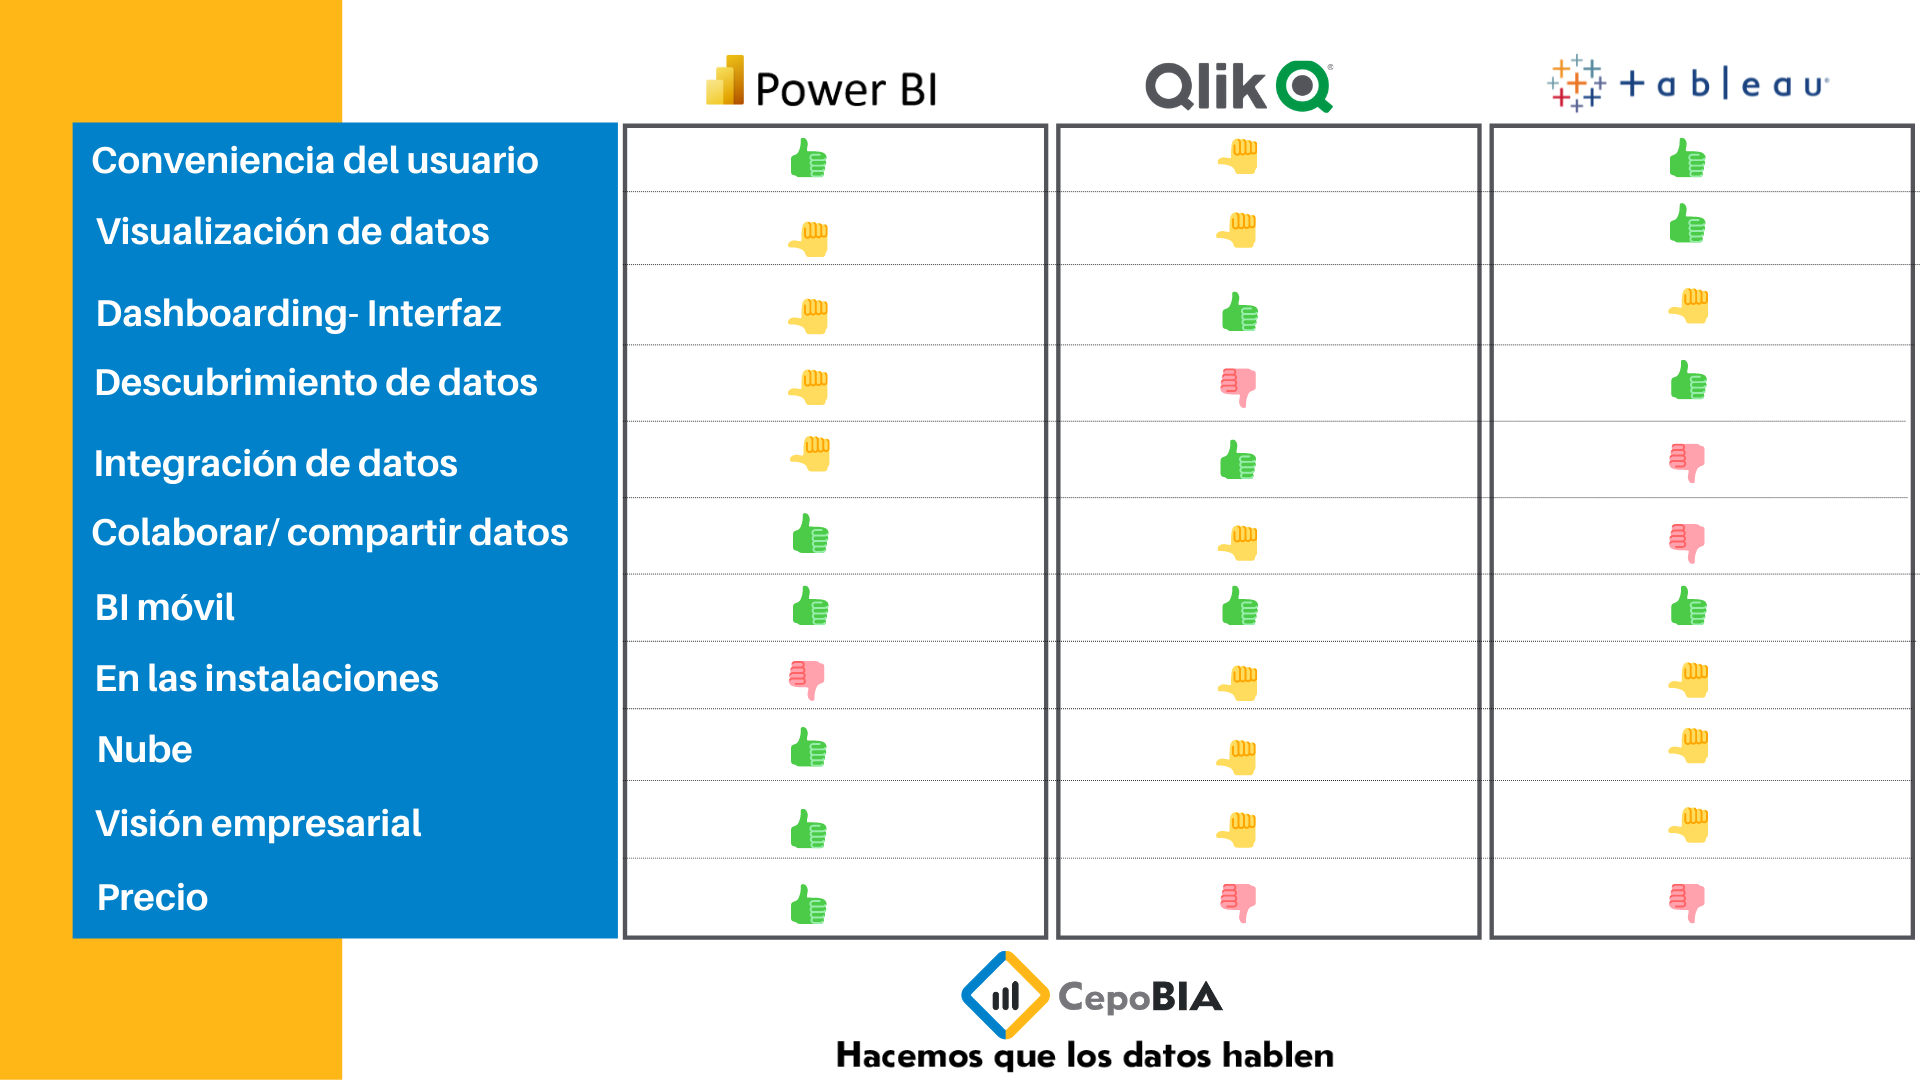 Power BI
Qlik
+ableau
Conveniencia del usuario
Visualización de datos
Dashboarding- Interfaz
Descubrimiento de datos
Integración de datos
Colaborar/ compartir datos
BI móvil
En las instalaciones
Nube
Visión empresarial
Precio
CepoBIA
Hacemos que los datos hablen